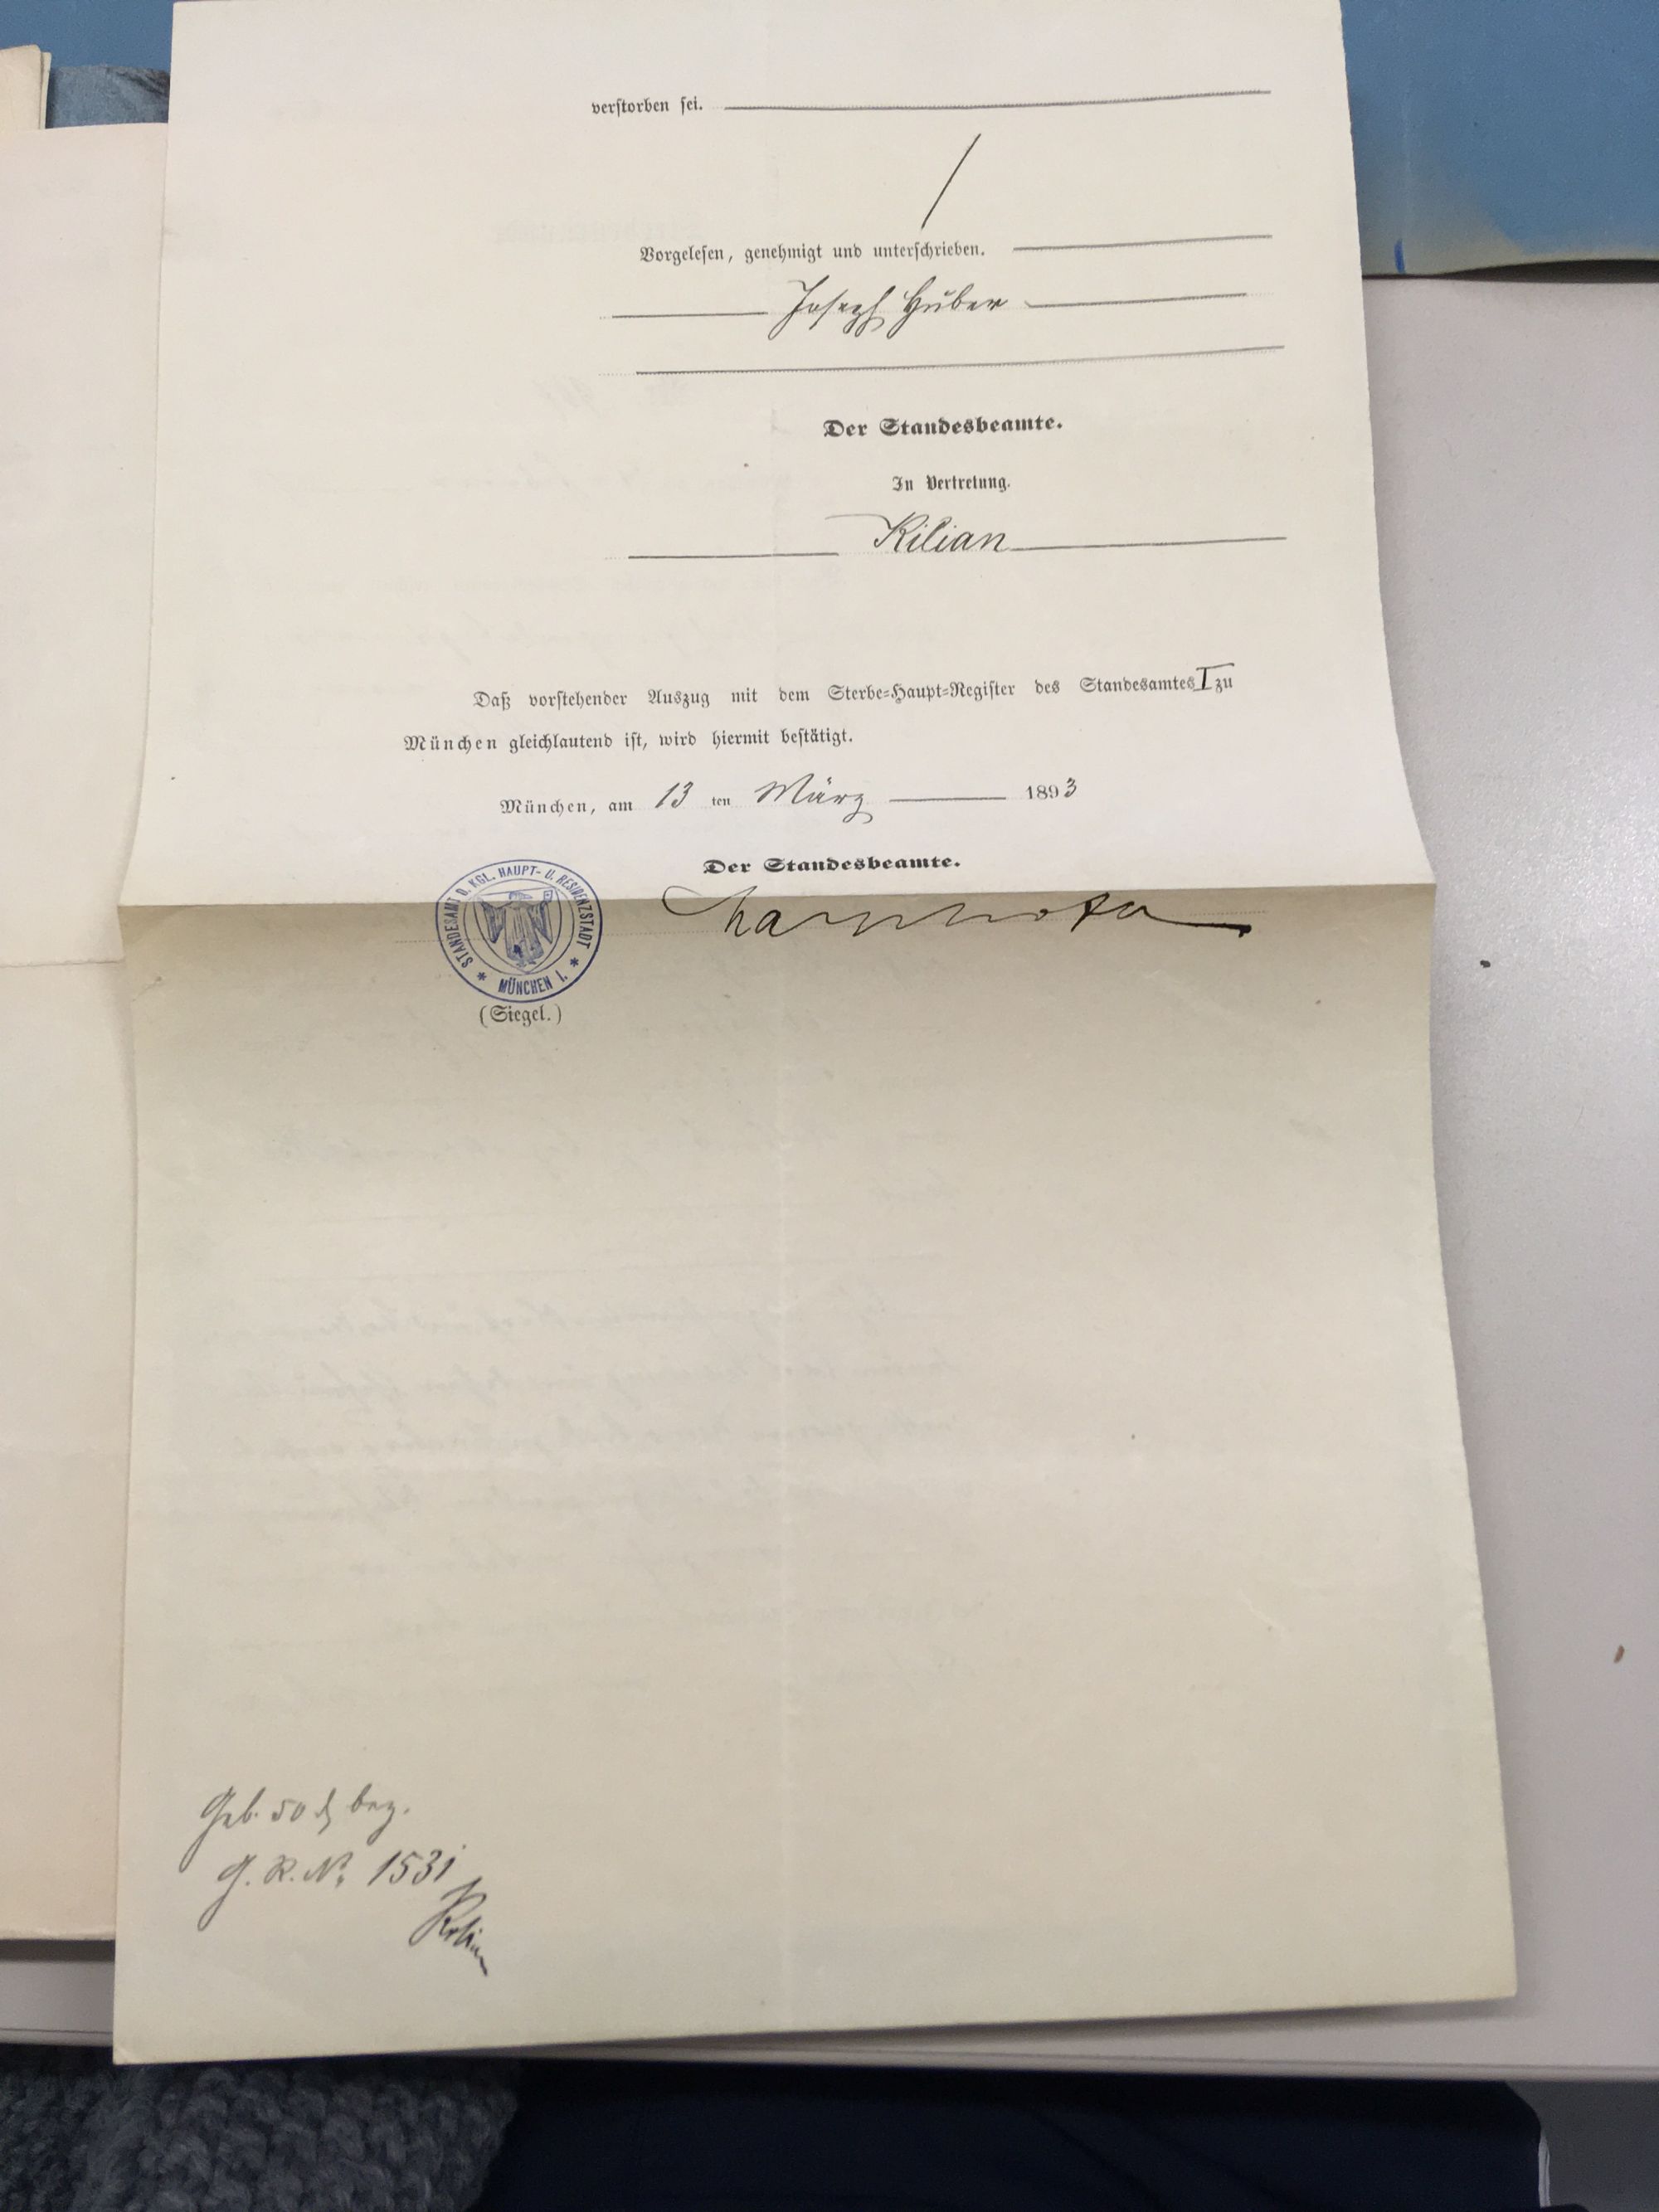 verstorben sei.
Vorgelesen, genehmigt und unterschrieben.
Joseph Huber
Der Standesbeamte.
In Vertretung.
Kilian
Daß vorstehender Auszug mit dem Sterbe=Haupt=Register des Standesamtes I zu
München gleichlautend ist, wird hiermit bestätigt.
München, am 13 ten März 1893
Der Standesbeamte.
STANDESAMT D. KGL. HAUPT- U. RESIDENZSTADT
* MÜNCHEN I. *
(Siegel.)
Geb. 50 ₰ bez.
G. R. No. 1531
Kilian